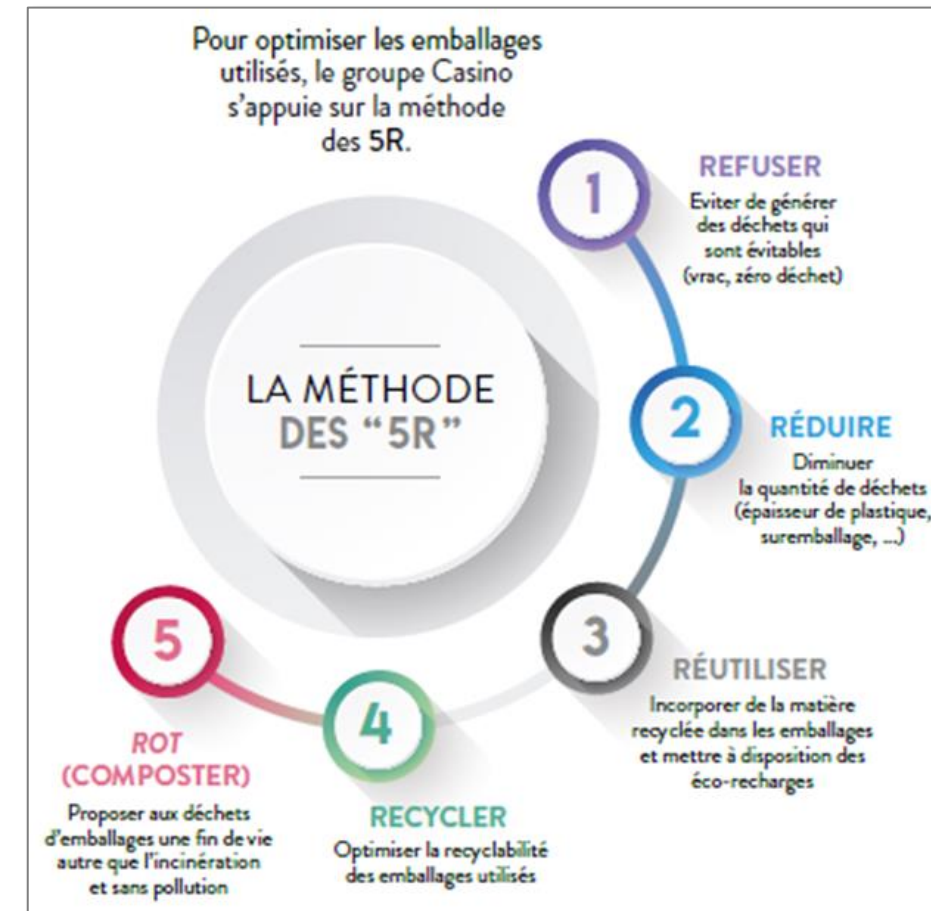 Pour optimiser les emballages
utilisés, le groupe Casino
s'appuie sur la méthode
des 5R.
LA MÉTHODE
DES "5R"
1
REFUSER
Eviter de générer
des déchets qui
sont évitables
(vrac, zéro déchet)
2
RÉDUIRE
Diminuer
la quantité de déchets
(épaisseur de plastique,
suremballage, ...)
3
RÉUTILISER
Incorporer de la matière
recyclée dans les emballages
et mettre à disposition des
éco-recharges
4
RECYCLER
Optimiser la recyclabilité
des emballages utilisés
5
ROT
(COMPOSTER)
Proposer aux déchets
d'emballages une fin de vie
autre que l'incinération
et sans pollution